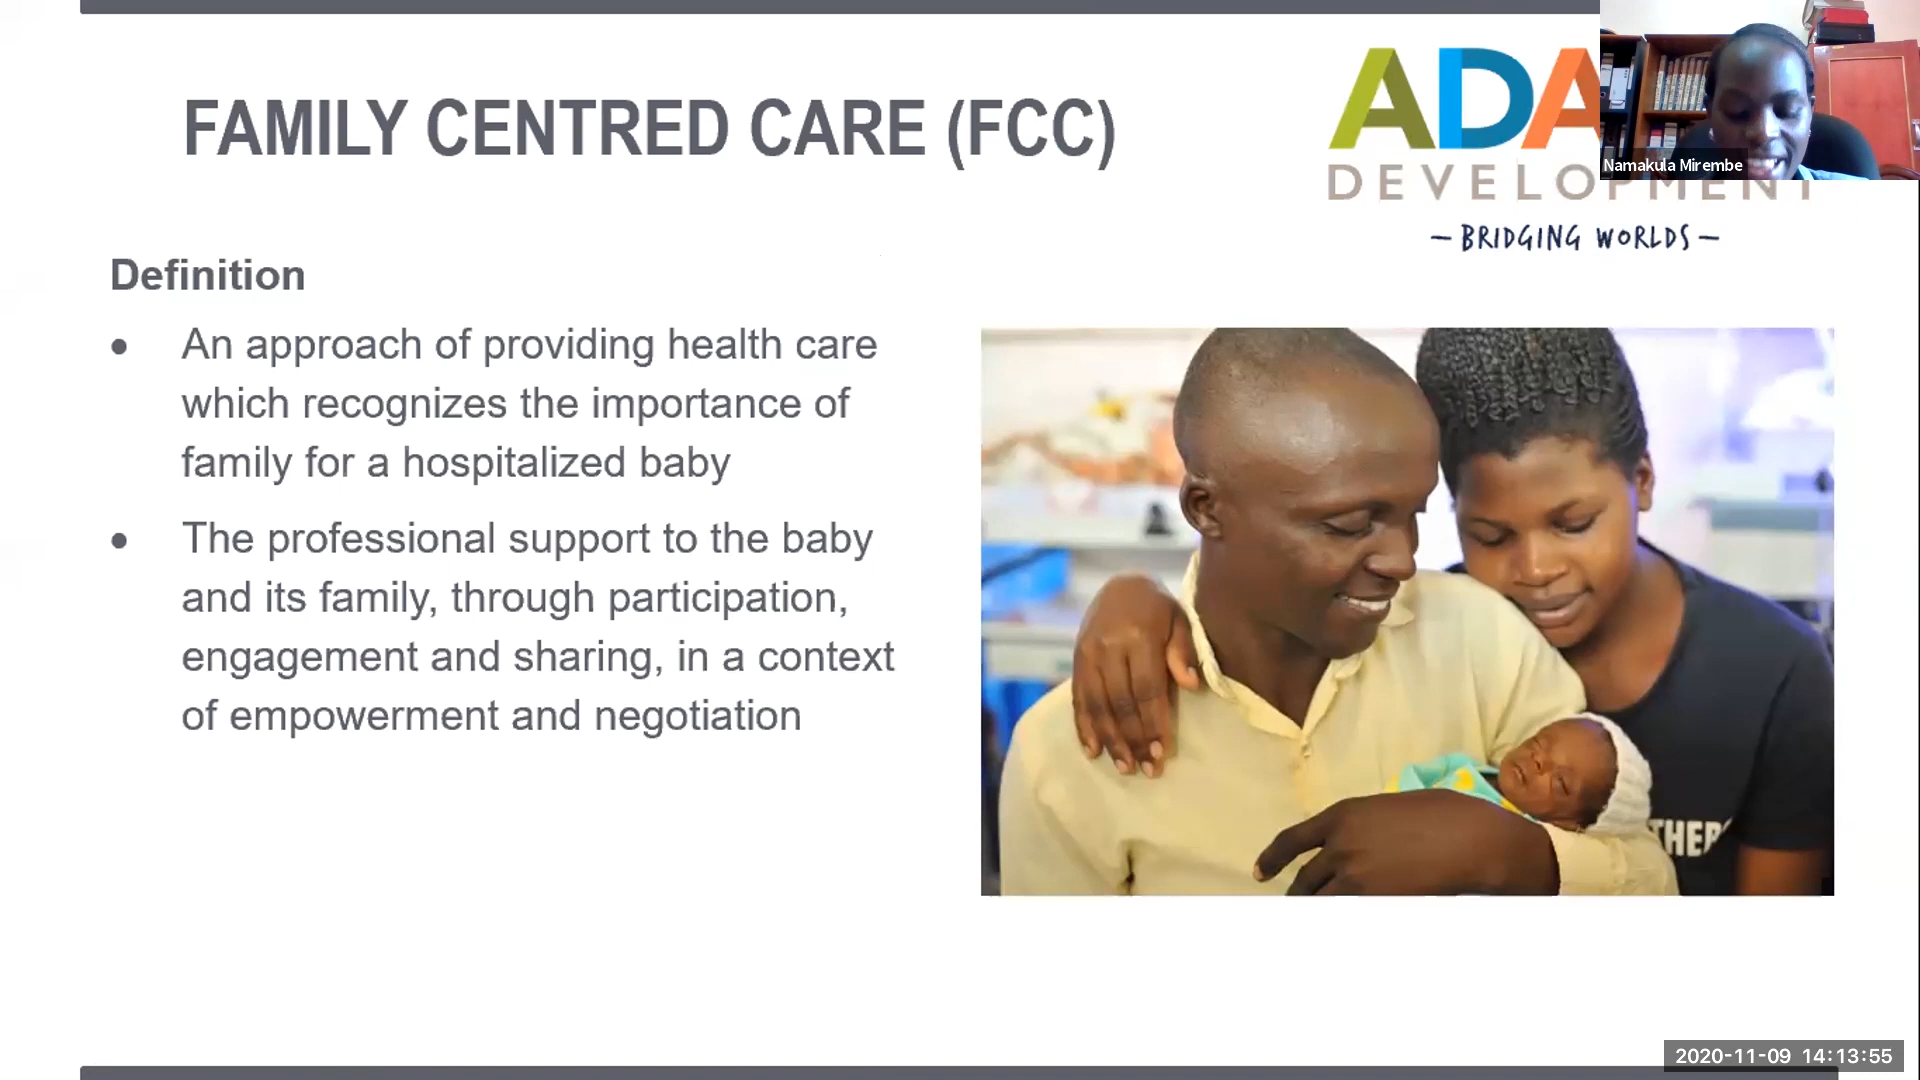 FAMILY CENTRED CARE (FCC)
ADA
DEVELOPMENT
– BRIDGING WORLDS –
Namakula Mirembe
Definition
• An approach of providing health care
which recognizes the importance of
family for a hospitalized baby
• The professional support to the baby
and its family, through participation,
engagement and sharing, in a context
of empowerment and negotiation
2020-11-09 14:13:55